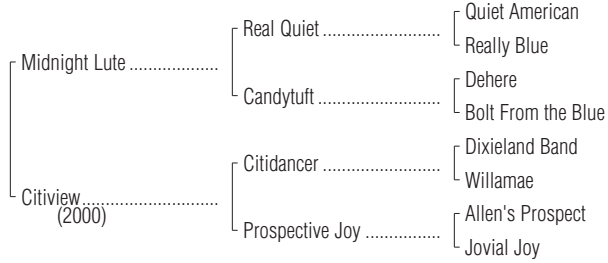 Quiet American
Real Quiet ........................
Really Blue
Midnight Lute ..................
Dehere
Candytuft .........................
Bolt From the Blue
Dixieland Band
Citidancer ........................
Willamae
Citiview...........................
(2000)
Allen's Prospect
Prospective Joy ................
Jovial Joy